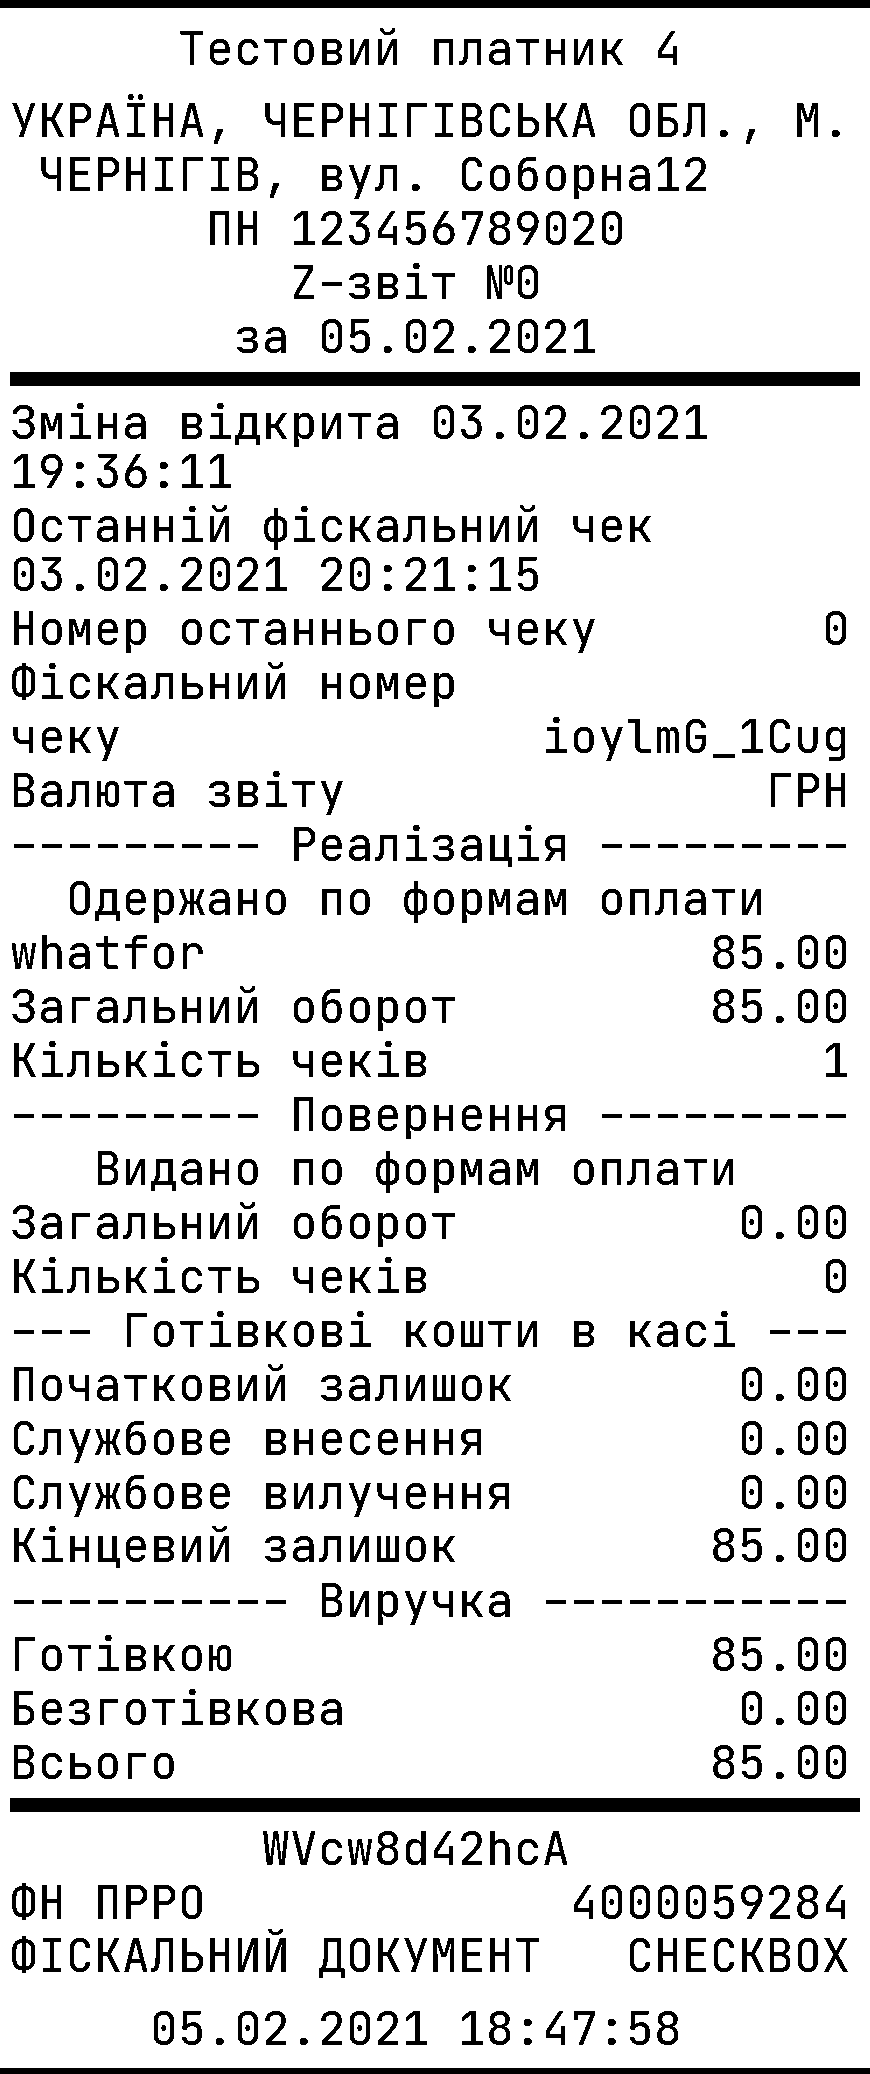 Тестовий платник 4
УКРАЇНА, ЧЕРНІГІВСЬКА ОБЛ., М.
ЧЕРНІГІВ, вул. Соборна12
ПН 123456789020
Z-звіт №0
за 05.02.2021
Зміна відкрита 03.02.2021
19:36:11
Останній фіскальний чек
03.02.2021 20:21:15
Номер останнього чеку 0
Фіскальний номер
чеку ioylmG_1Cug
Валюта звіту ГРН
--------- Реалізація ---------
Одержано по формам оплати
whatfor 85.00
Загальний оборот 85.00
Кількість чеків 1
--------- Повернення ---------
Видано по формам оплати
Загальний оборот 0.00
Кількість чеків 0
--- Готівкові кошти в касі ---
Початковий залишок 0.00
Службове внесення 0.00
Службове вилучення 0.00
Кінцевий залишок 85.00
---------- Виручка -----------
Готівкою 85.00
Безготівкова 0.00
Всього 85.00
WVcw8d42hcA
ФН ПРРО 4000059284
ФІСКАЛЬНИЙ ДОКУМЕНТ CHECKBOX
05.02.2021 18:47:58